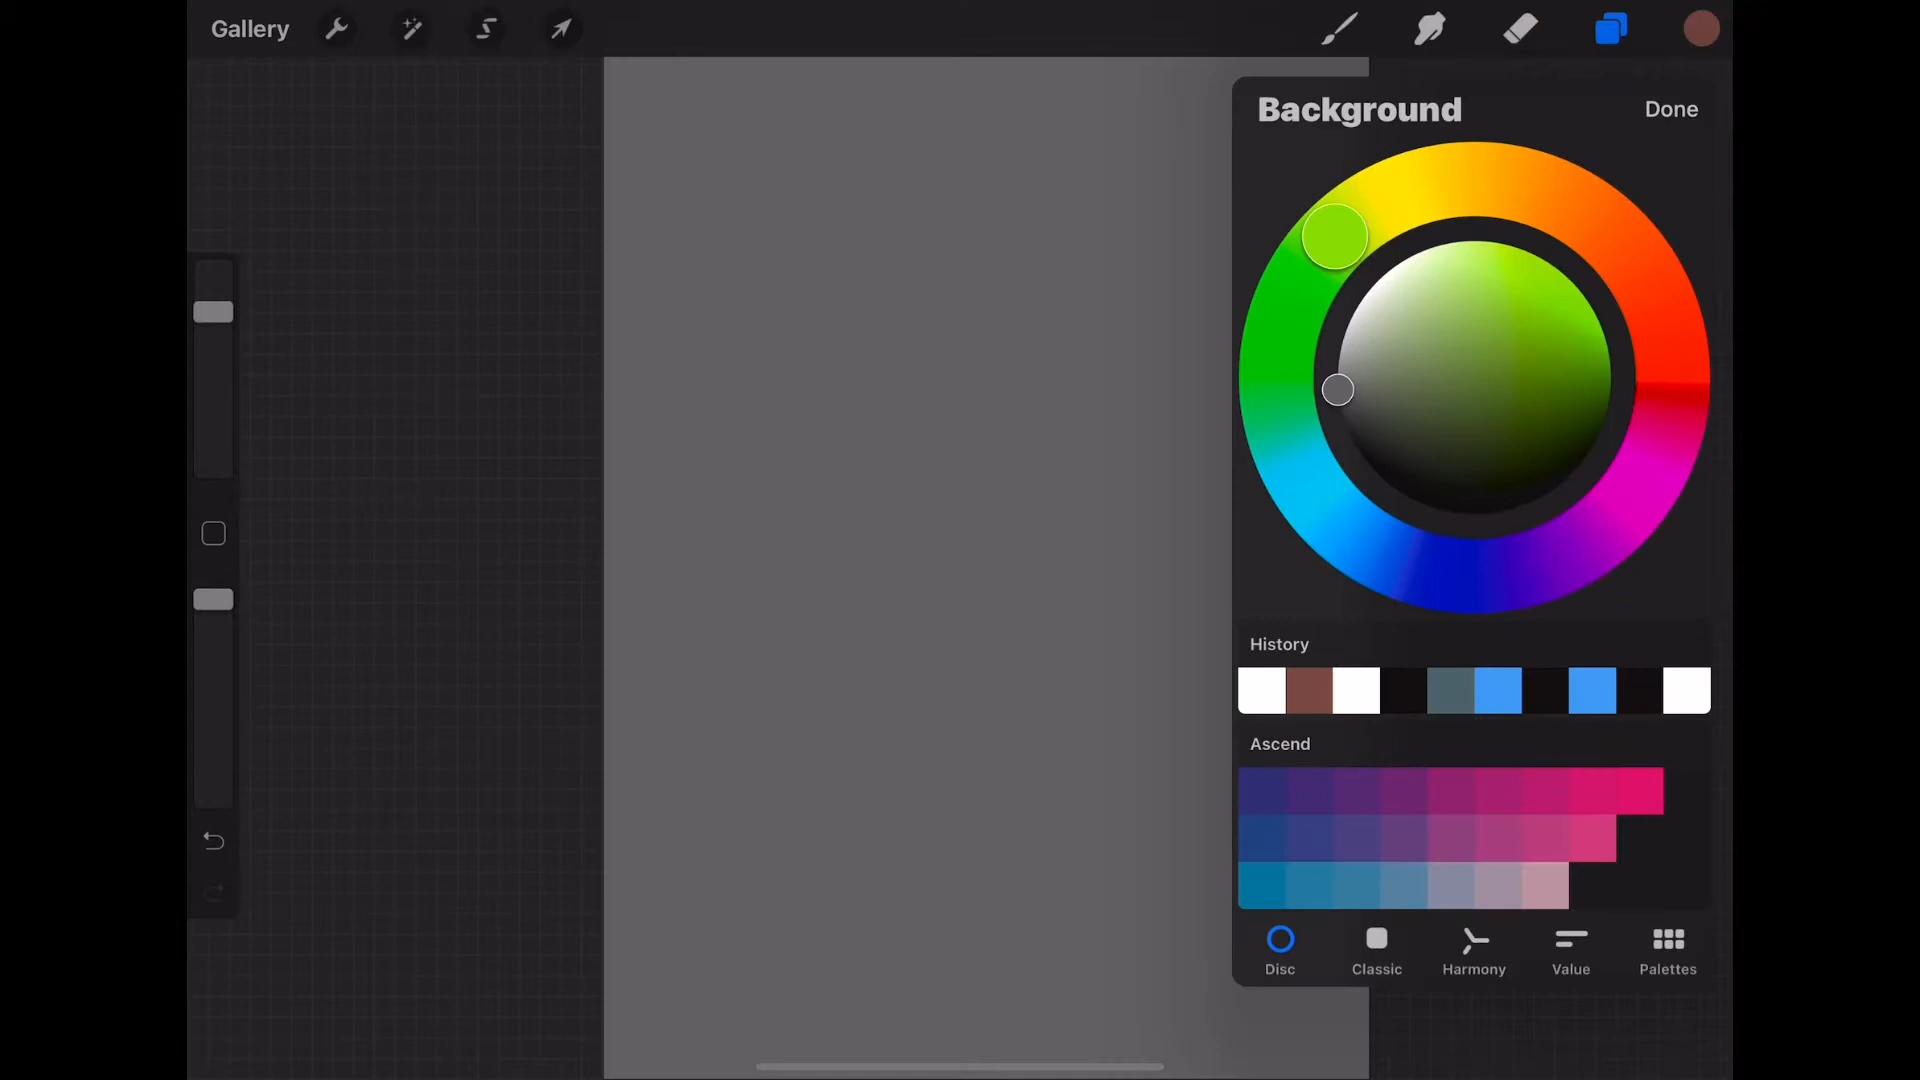 Gallery
Background
Done
History
Ascend
Disc
Classic
Harmony
Value
Palettes